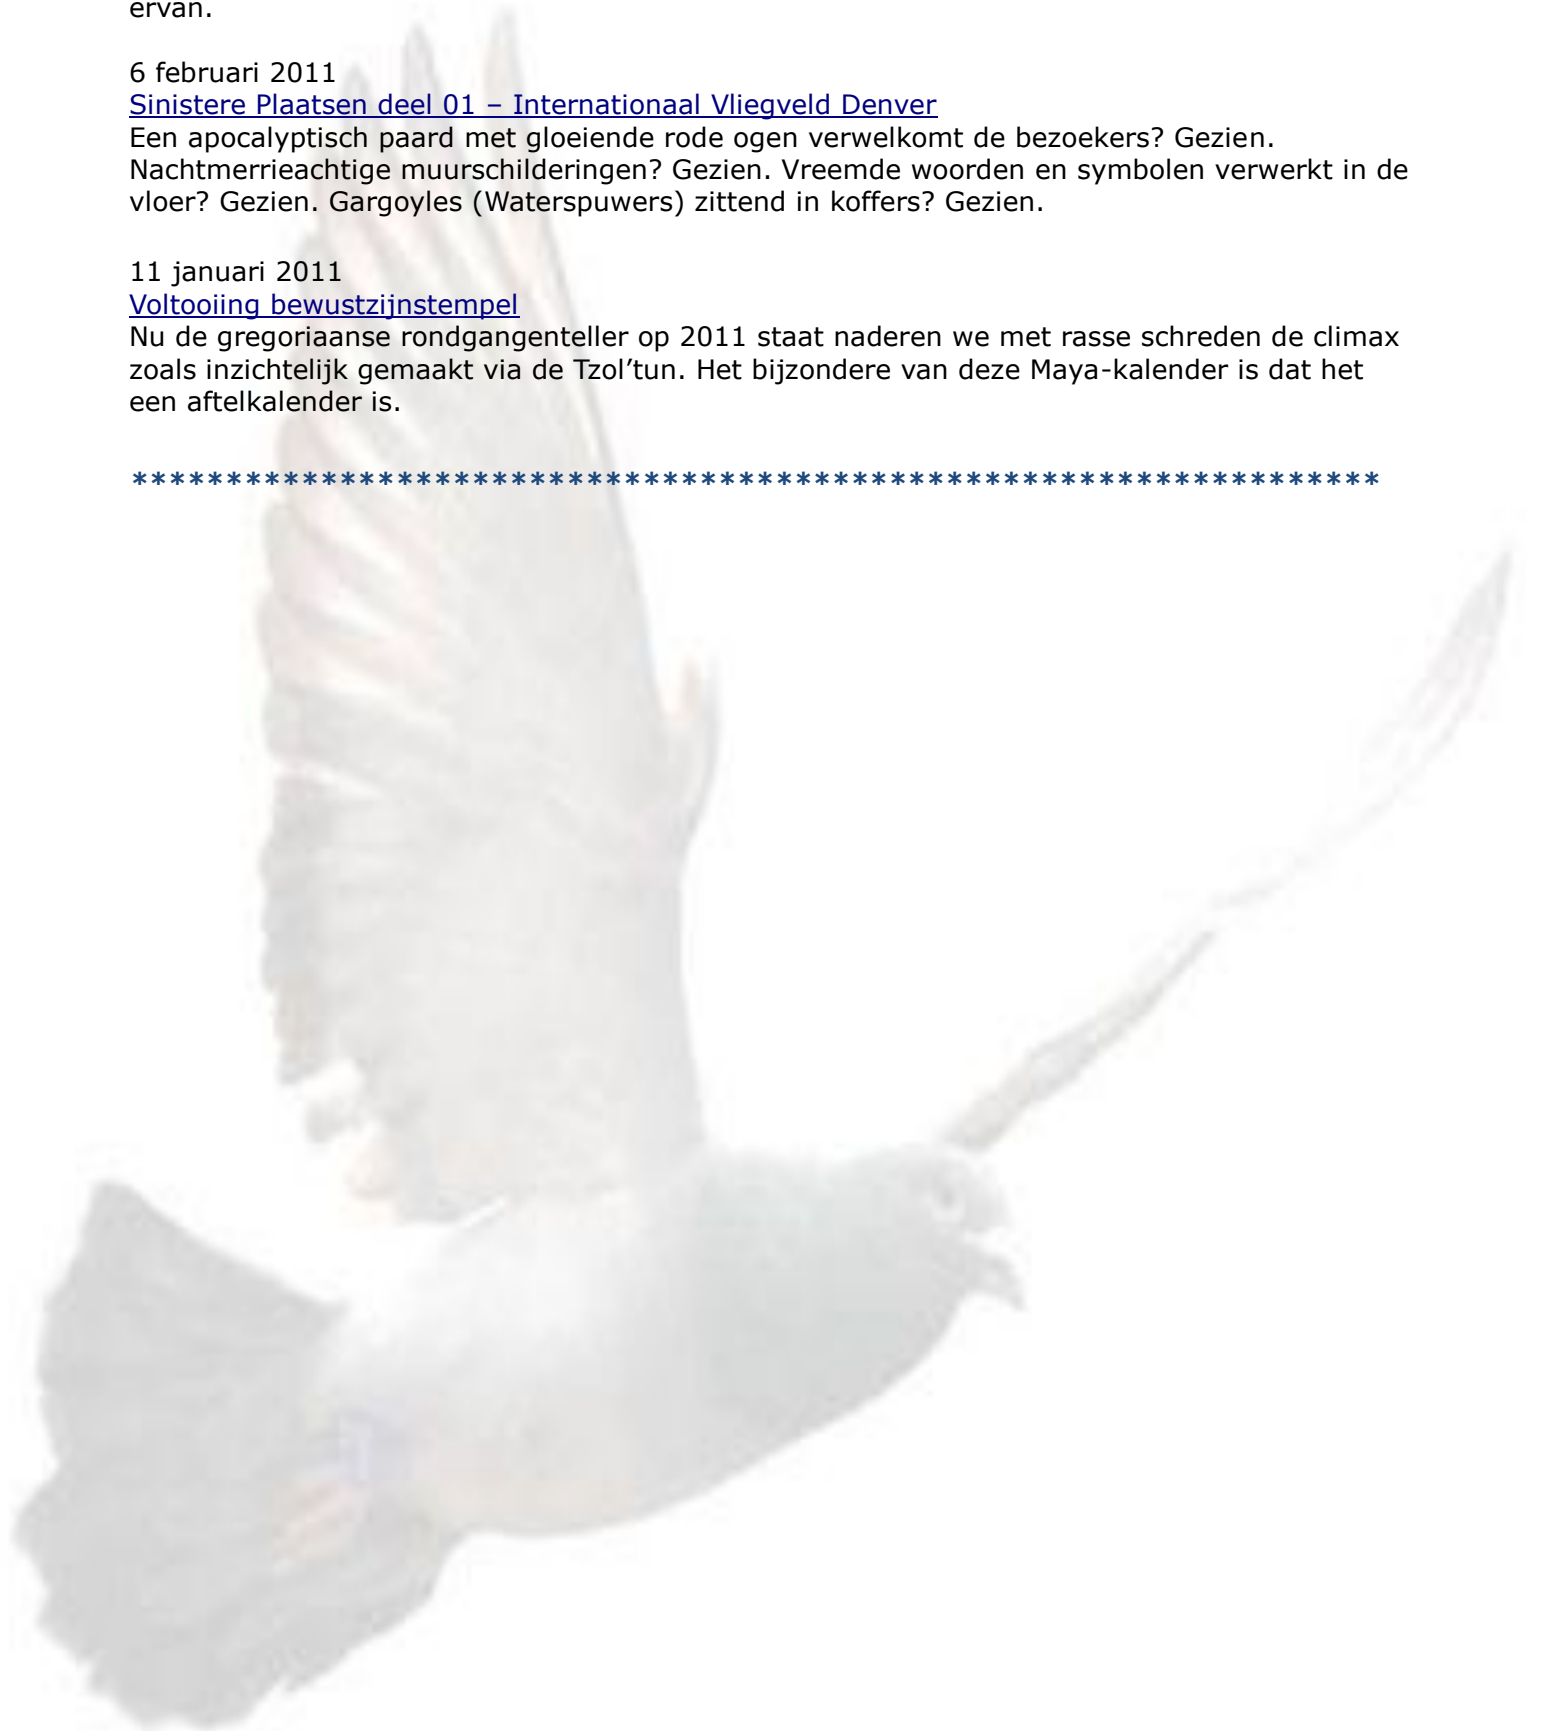 ervan.
6 februari 2011
Sinistere Plaatsen deel 01 – Internationaal Vliegveld Denver
Een apocalyptisch paard met gloeiende rode ogen verwelkomt de bezoekers? Gezien.
Nachtmerrieachtige muurschilderingen? Gezien. Vreemde woorden en symbolen verwerkt in de
vloer? Gezien. Gargoyles (Waterspuwers) zittend in koffers? Gezien.
11 januari 2011
Voltooiing bewustzijnstempel
Nu de gregoriaanse rondgangenteller op 2011 staat naderen we met rasse schreden de climax
zoals inzichtelijk gemaakt via de Tzol’tun. Het bijzondere van deze Maya-kalender is dat het
een aftelkalender is.
******************************************************************